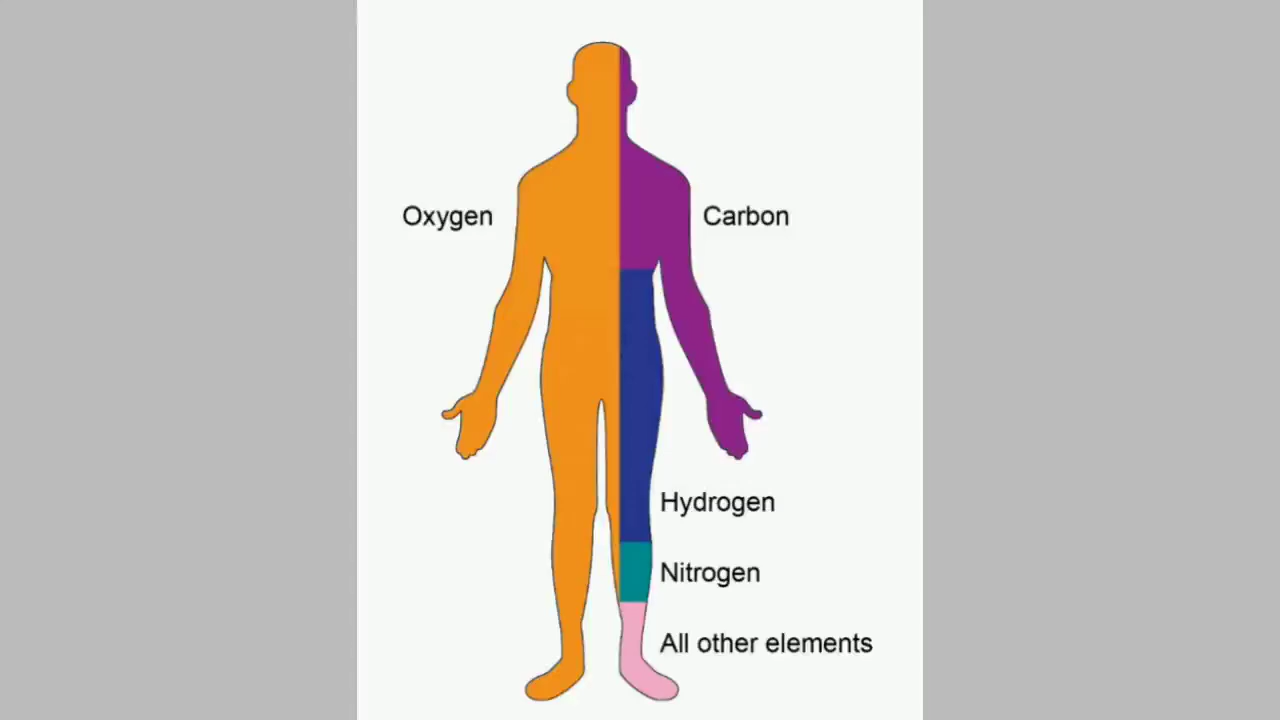 Oxygen
Carbon
Hydrogen
Nitrogen
All other elements